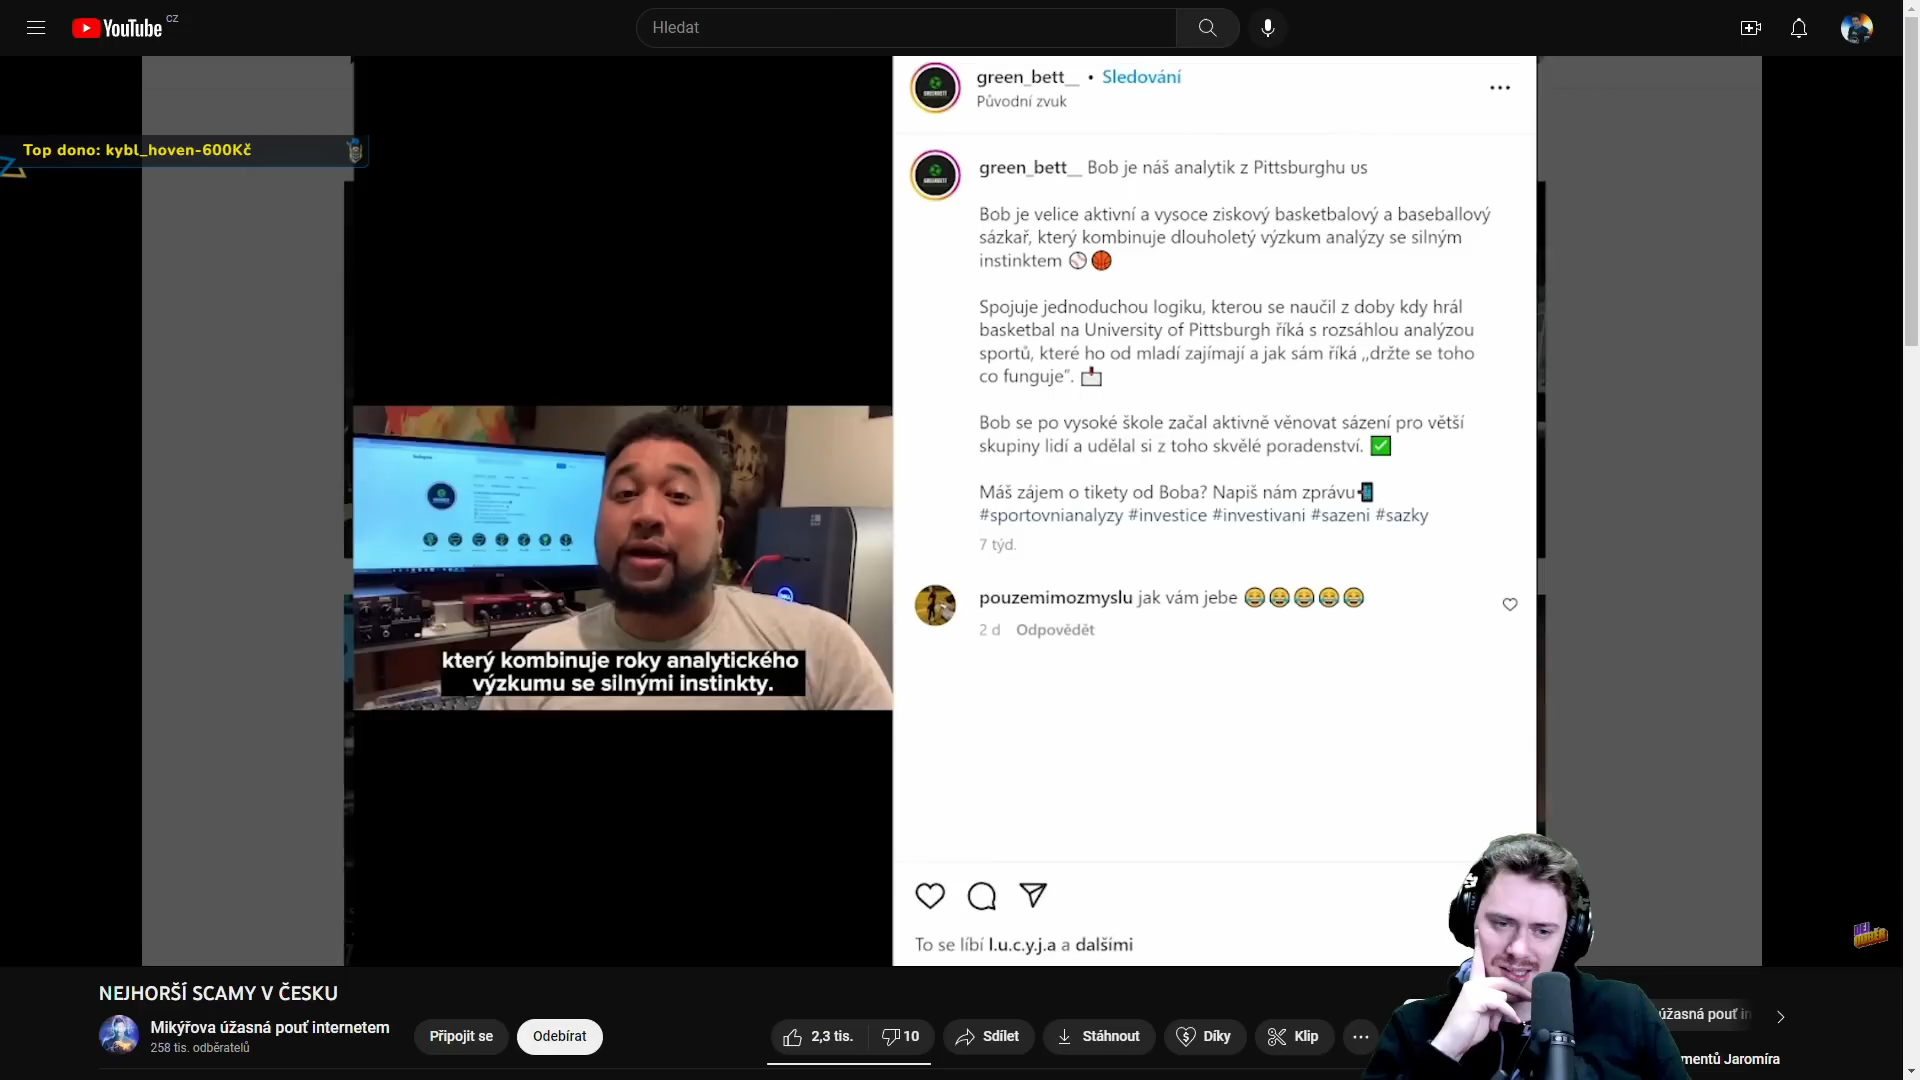 YouTube CZ
Hledat
Top dono: kybl_hoven-600Kč
green_bett__ • Sledování
Původní zvuk
green_bett__ Bob je náš analytik z Pittsburghu us
Bob je velice aktivní a vysoce ziskový basketbalový a baseballový
sázkař, který kombinuje dlouholetý výzkum analýzy se silným
instinktem ⚾🏀
Spojuje jednoduchou logiku, kterou se naučil z doby kdy hrál
basketbal na University of Pittsburgh říká s rozsáhlou analýzou
sportů, které ho od mladí zajímají a jak sám říká ,,držte se toho
co funguje". 📩
Bob se po vysoké škole začal aktivně věnovat sázení pro větší
skupiny lidí a udělal si z toho skvělé poradenství. ✅
Máš zájem o tikety od Boba? Napiš nám zprávu📲
#sportovnianalyzy #investice #investivani #sazeni #sazky
7 týd.
pouzemimozmyslu jak vám jebe 😂😂😂😂😂
2 d Odpovědět
který kombinuje roky analytického
výzkumu se silnými instinkty.
To se líbí l.u.c.y.j.a a dalšími
NEJHORŠÍ SCAMY V ČESKU
Mikýřova úžasná pouť internetem
258 tis. odběratelů
Připojit se
Odebírat
2,3 tis.
10
Sdílet
Stáhnout
Díky
Klip
úžasná pouť in
mentů Jaromíra